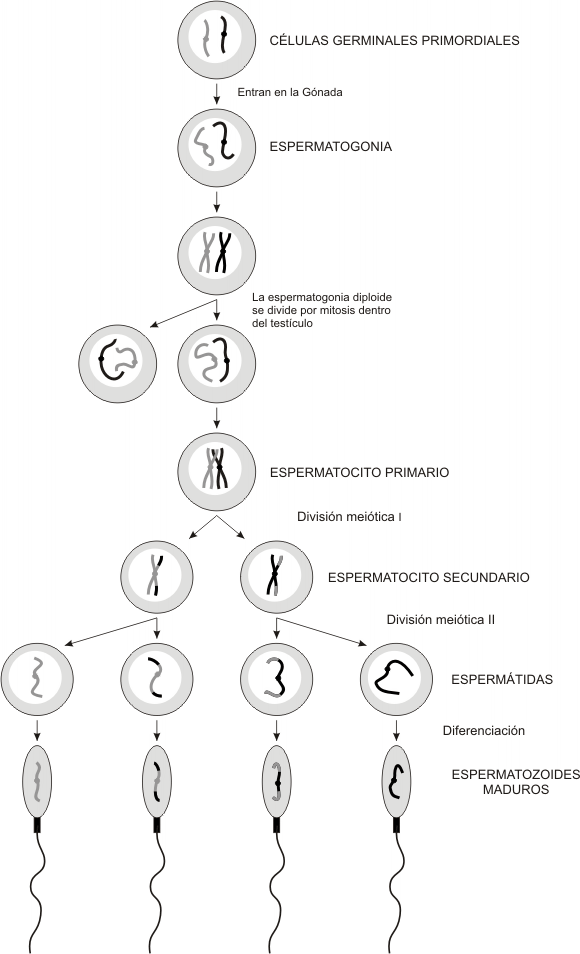 CÉLULAS GERMINALES PRIMORDIALES
Entran en la Gónada
ESPERMATOGONIA
La espermatogonia diploide
se divide por mitosis dentro
del testículo
ESPERMATOCITO PRIMARIO
División meiótica I
ESPERMATOCITO SECUNDARIO
División meiótica II
ESPERMÁTIDAS
Diferenciación
ESPERMATOZOIDES
MADUROS